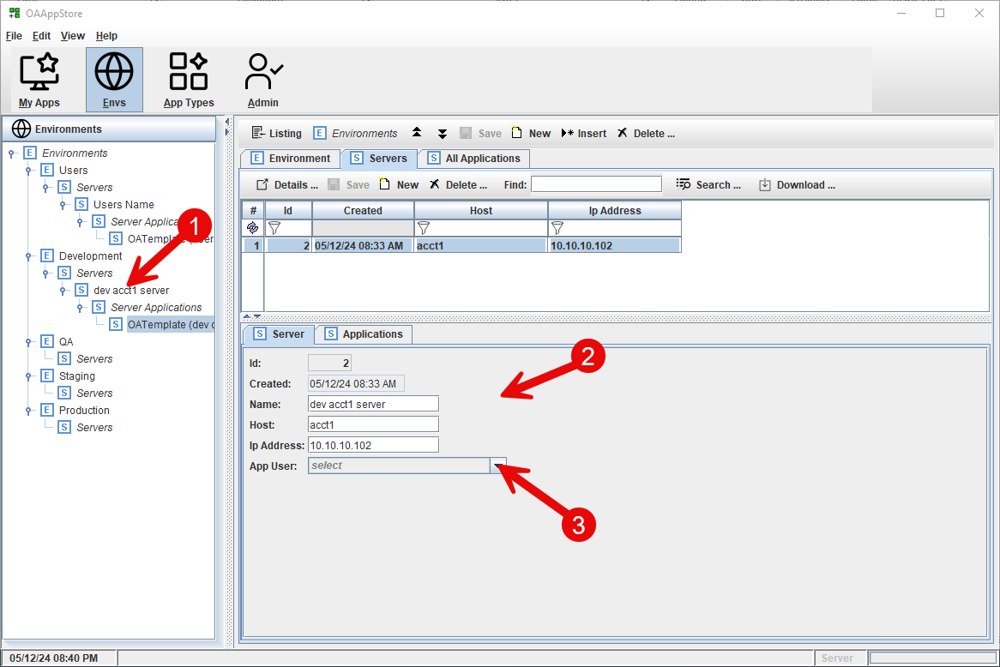 OAAppStore
File Edit View Help
My Apps Envs App Types Admin
Environments
E Environments
E Users
S Servers
S Users Name
S Server Applica
1
S OATemplate
E Development
S Servers
S dev acct1 server
S Server Applications
S OATemplate (dev
E QA
S Servers
E Staging
S Servers
E Production
S Servers
Listing E Environments Save New Insert Delete ...
E Environment S Servers S All Applications
Details ... Save New Delete ... Find: Search ... Download ...
# Id Created Host Ip Address
1 2 05/12/24 08:33 AM acct1 10.10.10.102
S Server S Applications
Id: 2
2
Created: 05/12/24 08:33 AM
Name: dev acct1 server
Host: acct1
Ip Address: 10.10.10.102
App User: select
3
05/12/24 08:40 PM Server